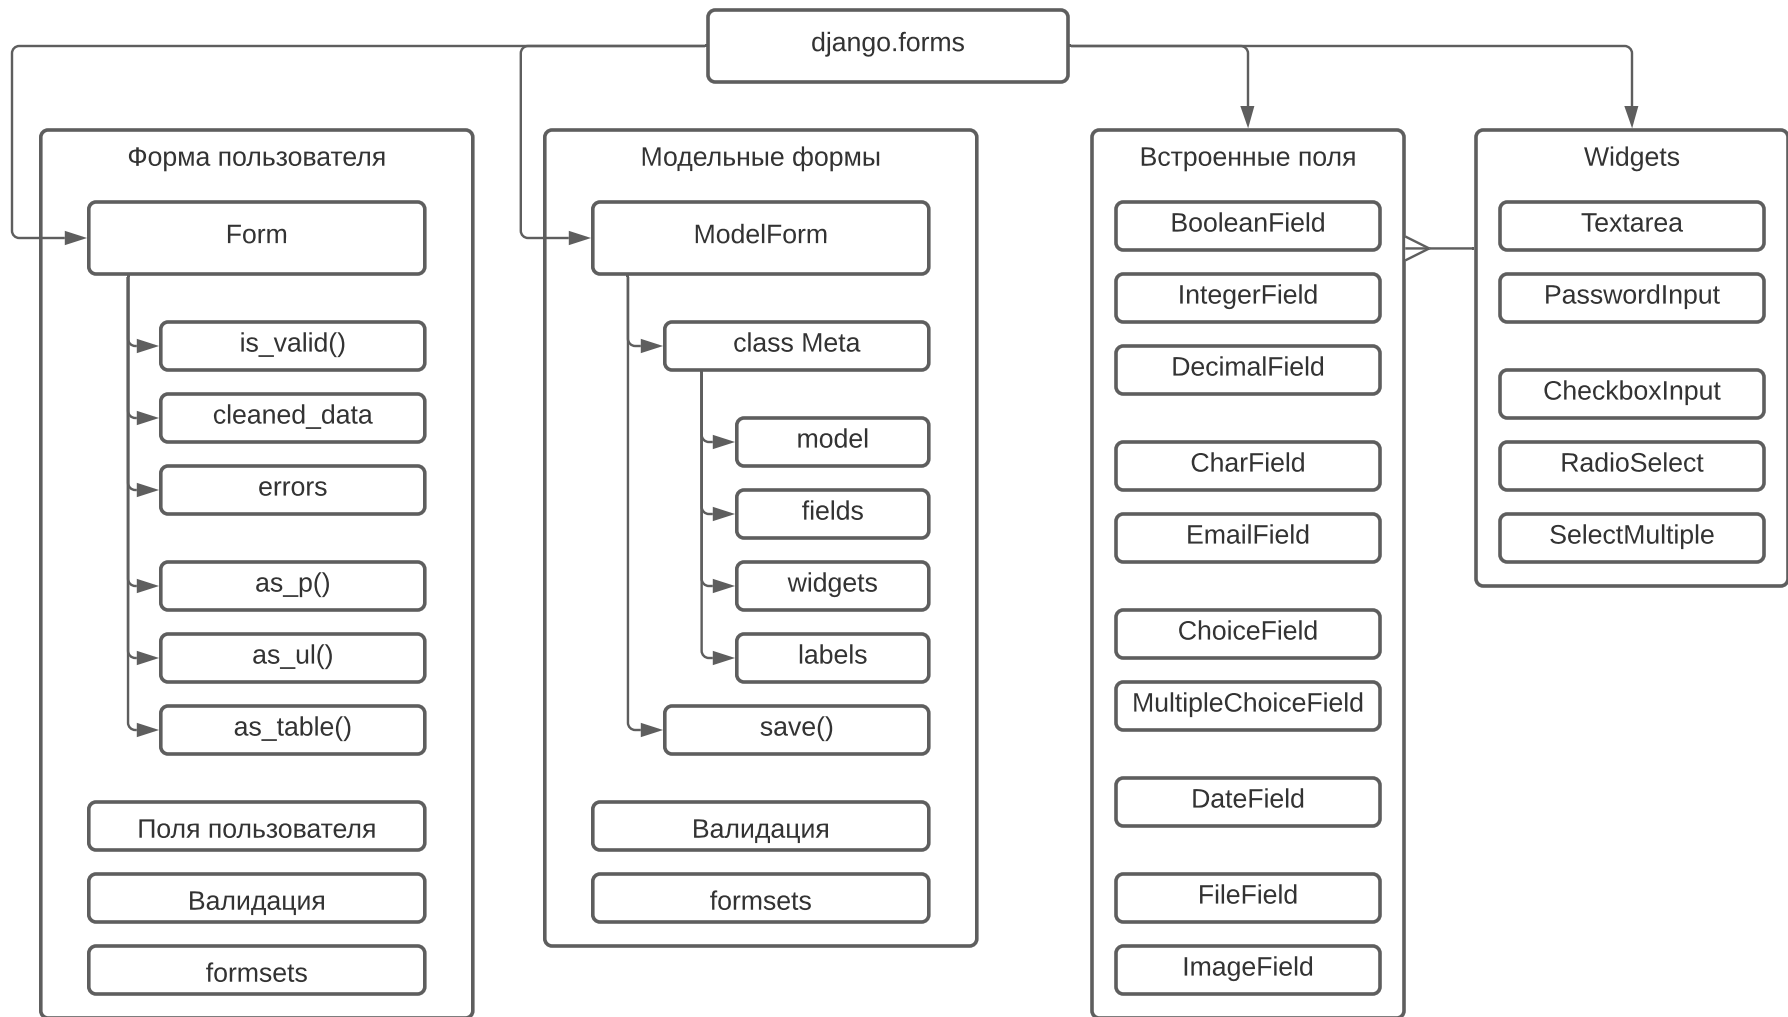 django.forms
Форма пользователя
Form
is_valid()
cleaned_data
errors
as_p()
as_ul()
as_table()
Поля пользователя
Валидация
formsets
Модельные формы
ModelForm
class Meta
model
fields
widgets
labels
save()
Валидация
formsets
Встроенные поля
BooleanField
IntegerField
DecimalField
CharField
EmailField
ChoiceField
MultipleChoiceField
DateField
FileField
ImageField
Widgets
Textarea
PasswordInput
CheckboxInput
RadioSelect
SelectMultiple